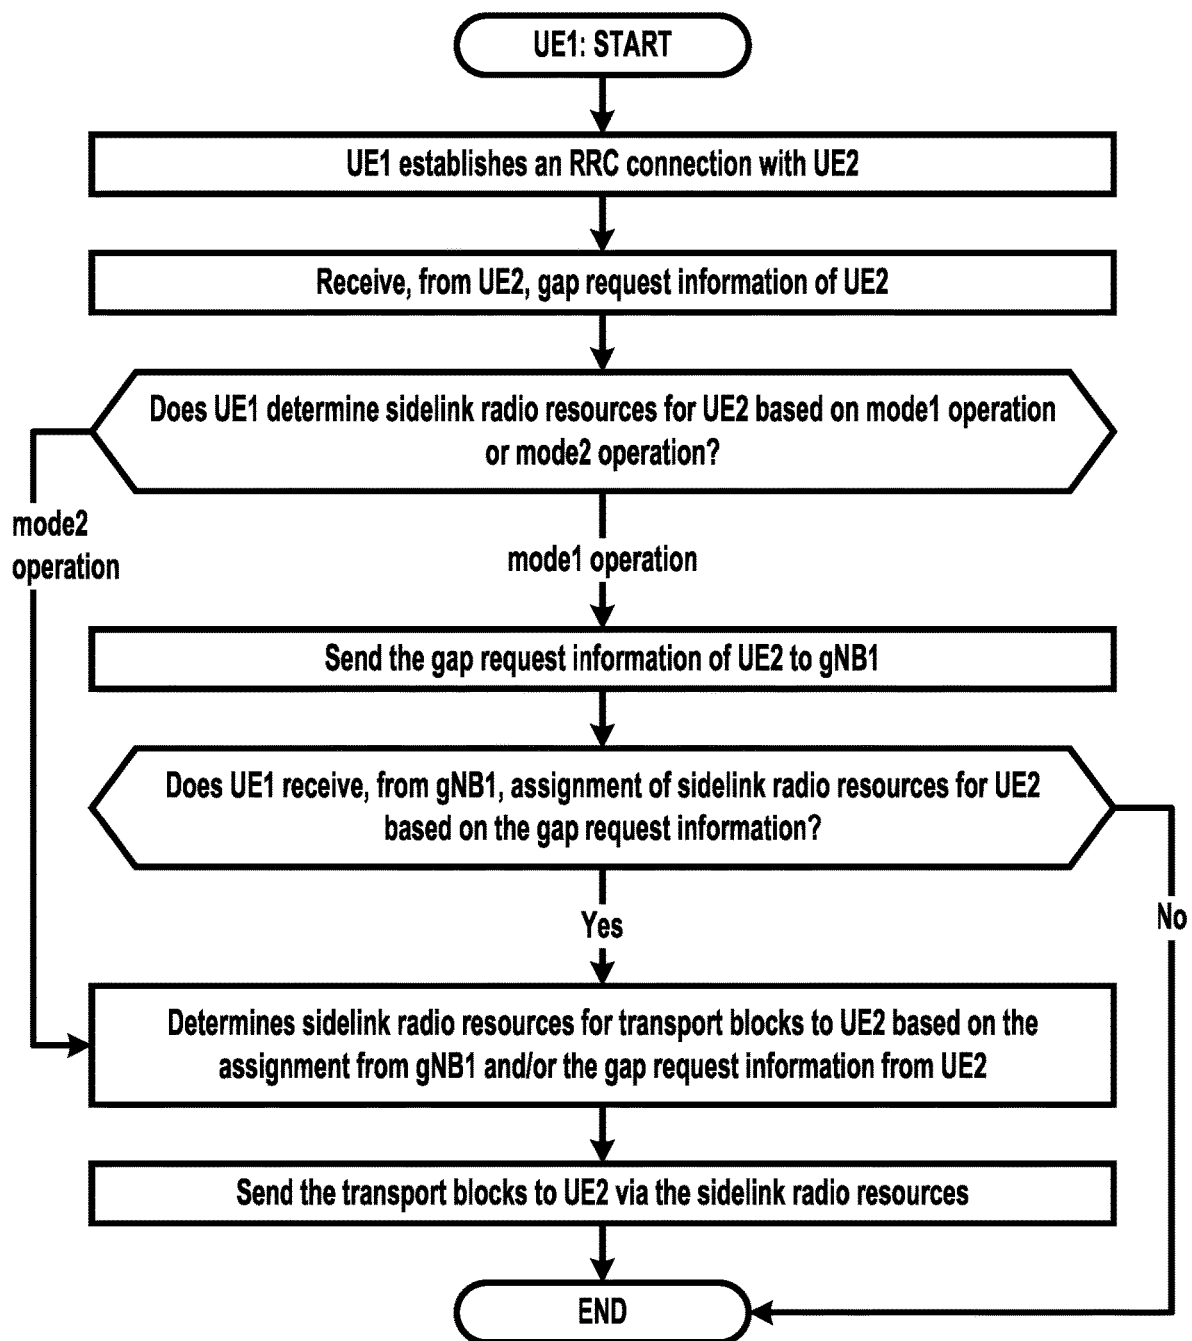 UE1: START
UE1 establishes an RRC connection with UE2
Receive, from UE2, gap request information of UE2
Does UE1 determine sidelink radio resources for UE2 based on mode1 operation
or mode2 operation?
mode2
operation
mode1 operation
Send the gap request information of UE2 to gNB1
Does UE1 receive, from gNB1, assignment of sidelink radio resources for UE2
based on the gap request information?
Yes
No
Determines sidelink radio resources for transport blocks to UE2 based on the
assignment from gNB1 and/or the gap request information from UE2
Send the transport blocks to UE2 via the sidelink radio resources
END